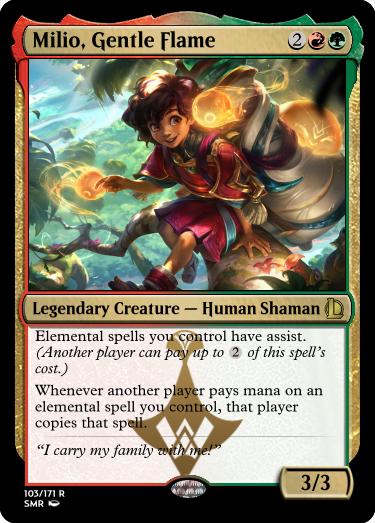 Milio, Gentle Flame 2
Legendary Creature — Human Shaman
Elemental spells you control have assist.
(Another player can pay up to 2 of this spell's
cost.)
Whenever another player pays mana on an
elemental spell you control, that player
copies that spell.
“I carry my family with me!”
3/3
103/171 R
SMR